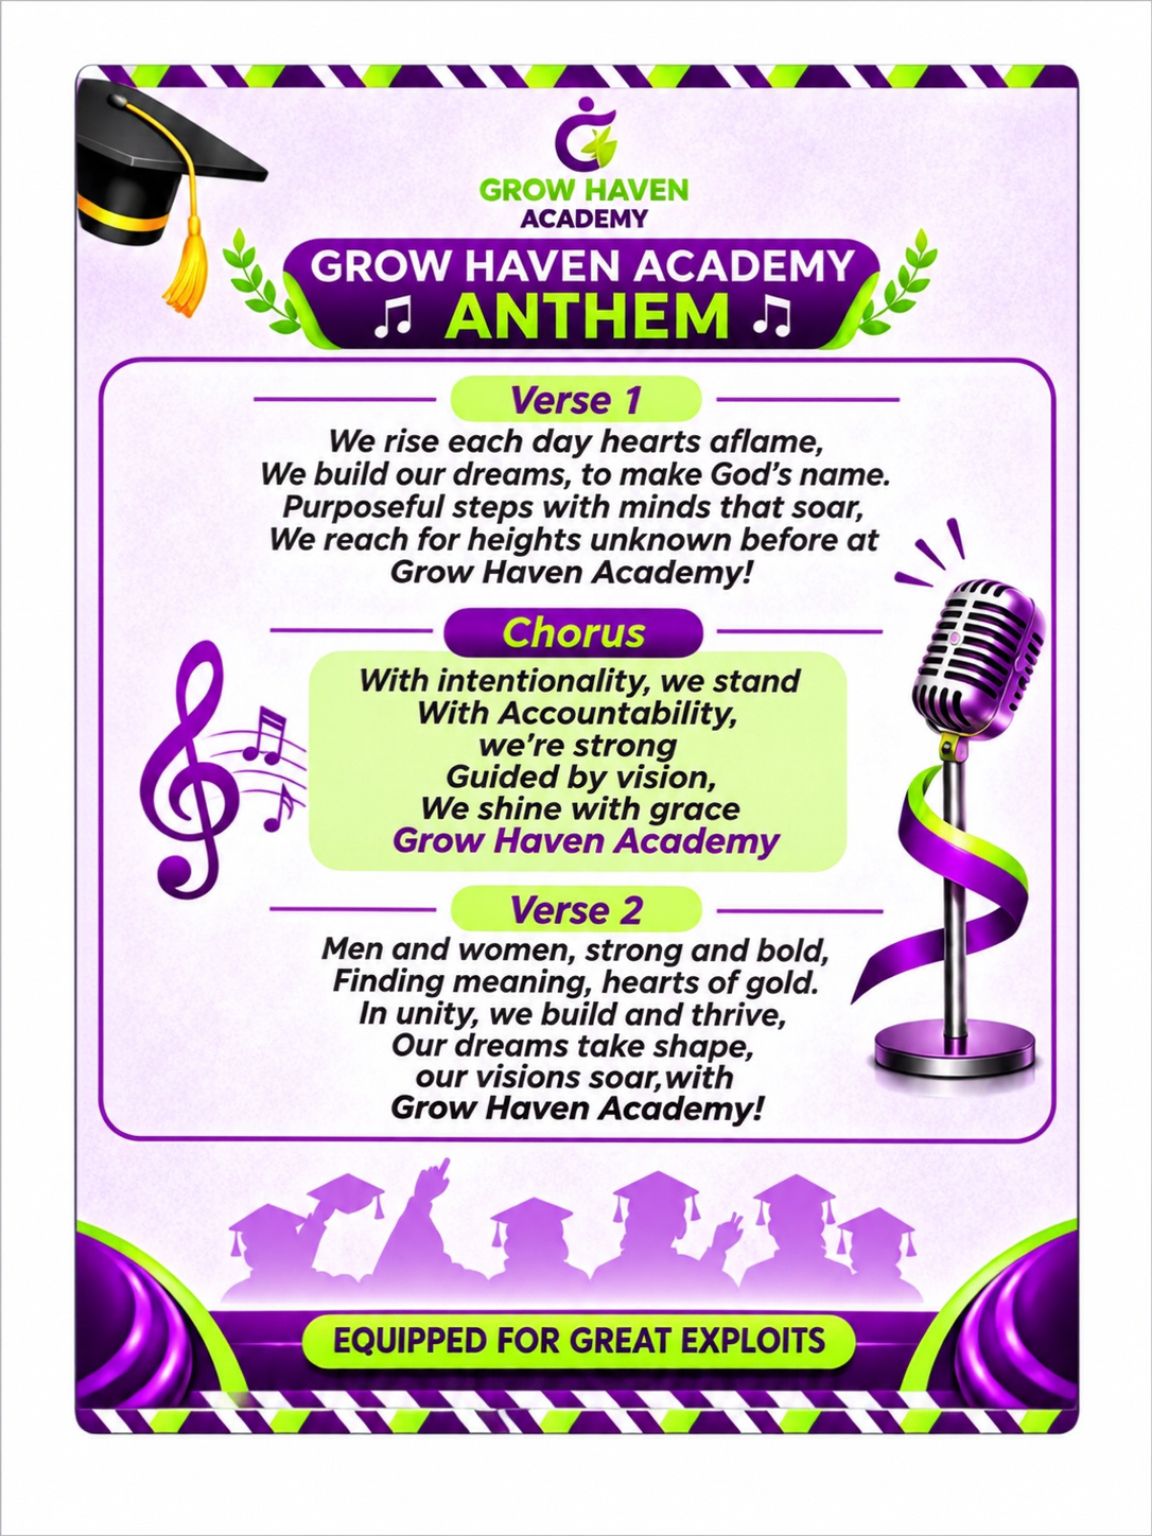 GROW HAVEN
ACADEMY
GROW HAVEN ACADEMY
ANTHEM
Verse 1
We rise each day hearts aflame,
We build our dreams, to make God's name.
Purposeful steps with minds that soar,
We reach for heights unknown before at
Grow Haven Academy!
Chorus
With intentionality, we stand
With Accountability,
we're strong
Guided by vision,
We shine with grace
Grow Haven Academy
Verse 2
Men and women, strong and bold,
Finding meaning, hearts of gold.
In unity, we build and thrive,
Our dreams take shape,
our visions soar,with
Grow Haven Academy!
EQUIPPED FOR GREAT EXPLOITS